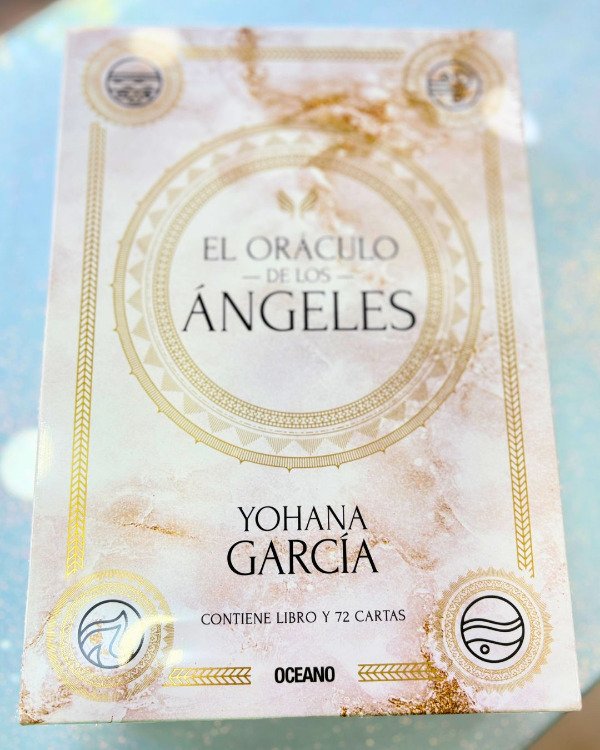 EL ORÁCULO
— DE LOS —
ÁNGELES
YOHANA
GARCÍA
CONTIENE LIBRO Y 72 CARTAS
OCEANO